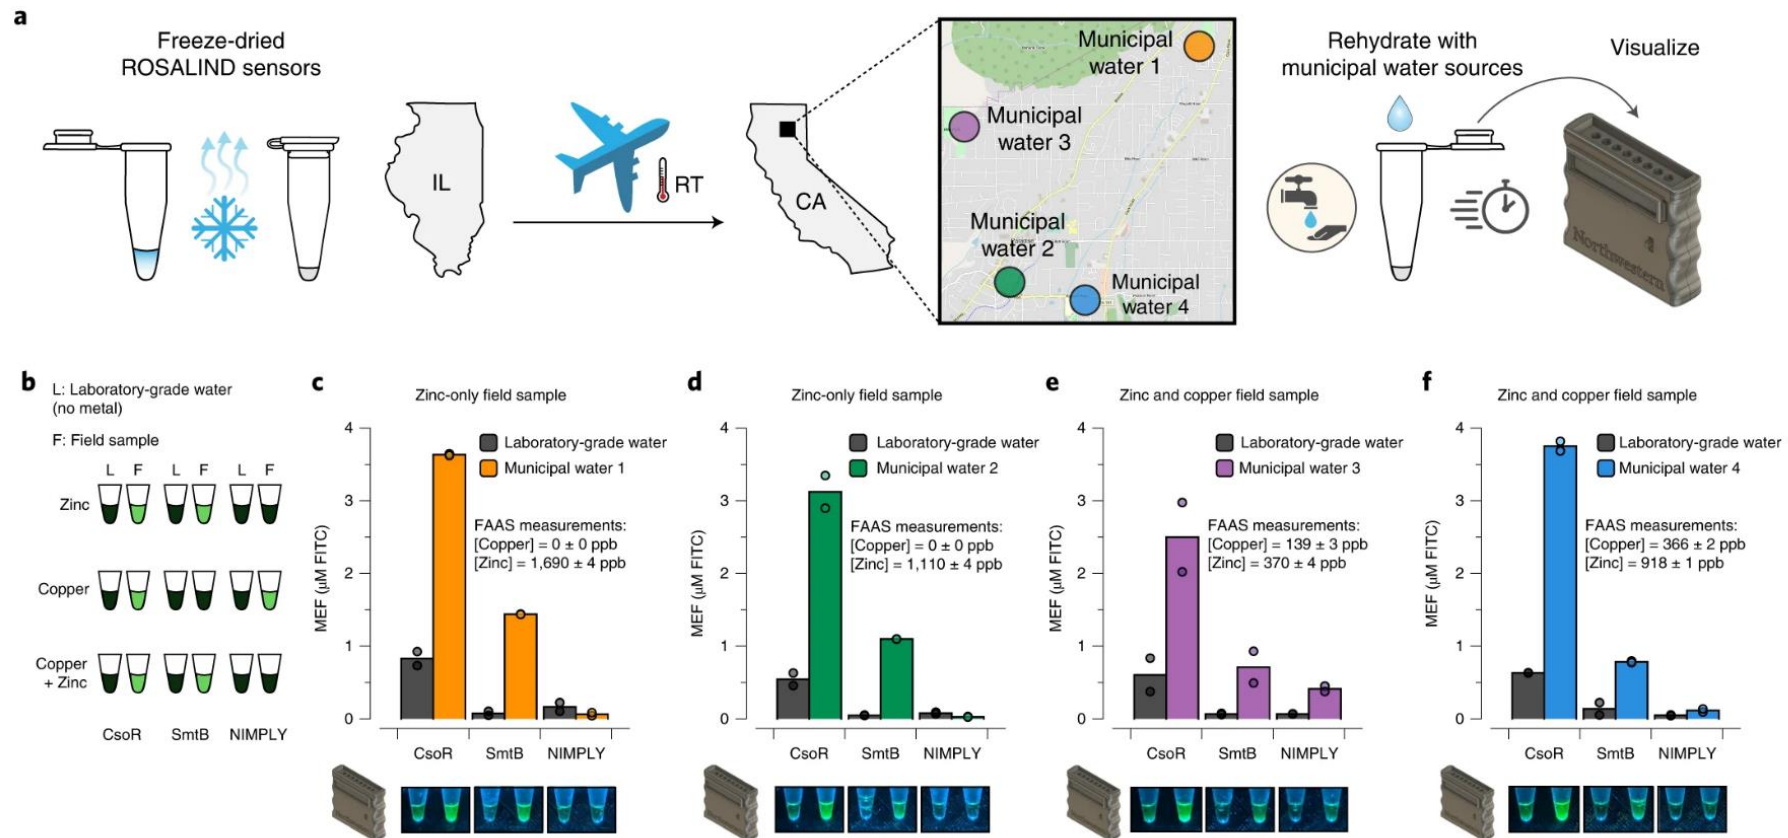 a
Freeze-dried
ROSALIND sensors
IL
RT
CA
Municipal
water 1
Municipal
water 3
Municipal
water 2
Municipal
water 4
Rehydrate with
municipal water sources
Visualize
Northwestern
b
L: Laboratory-grade water
(no metal)
F: Field sample
L F L F L F
Zinc
Copper
Copper
+ Zinc
CsoR SmtB NIMPLY
c
Zinc-only field sample
MEF (μM FITC)
4
3
2
1
0
Laboratory-grade water
Municipal water 1
FAAS measurements:
[Copper] = 0 ± 0 ppb
[Zinc] = 1,690 ± 4 ppb
CsoR SmtB NIMPLY
d
Zinc-only field sample
MEF (μM FITC)
4
3
2
1
0
Laboratory-grade water
Municipal water 2
FAAS measurements:
[Copper] = 0 ± 0 ppb
[Zinc] = 1,110 ± 4 ppb
CsoR SmtB NIMPLY
e
Zinc and copper field sample
MEF (μM FITC)
4
3
2
1
0
Laboratory-grade water
Municipal water 3
FAAS measurements:
[Copper] = 139 ± 3 ppb
[Zinc] = 370 ± 4 ppb
CsoR SmtB NIMPLY
f
Zinc and copper field sample
MEF (μM FITC)
4
3
2
1
0
Laboratory-grade water
Municipal water 4
FAAS measurements:
[Copper] = 366 ± 2 ppb
[Zinc] = 918 ± 1 ppb
CsoR SmtB NIMPLY